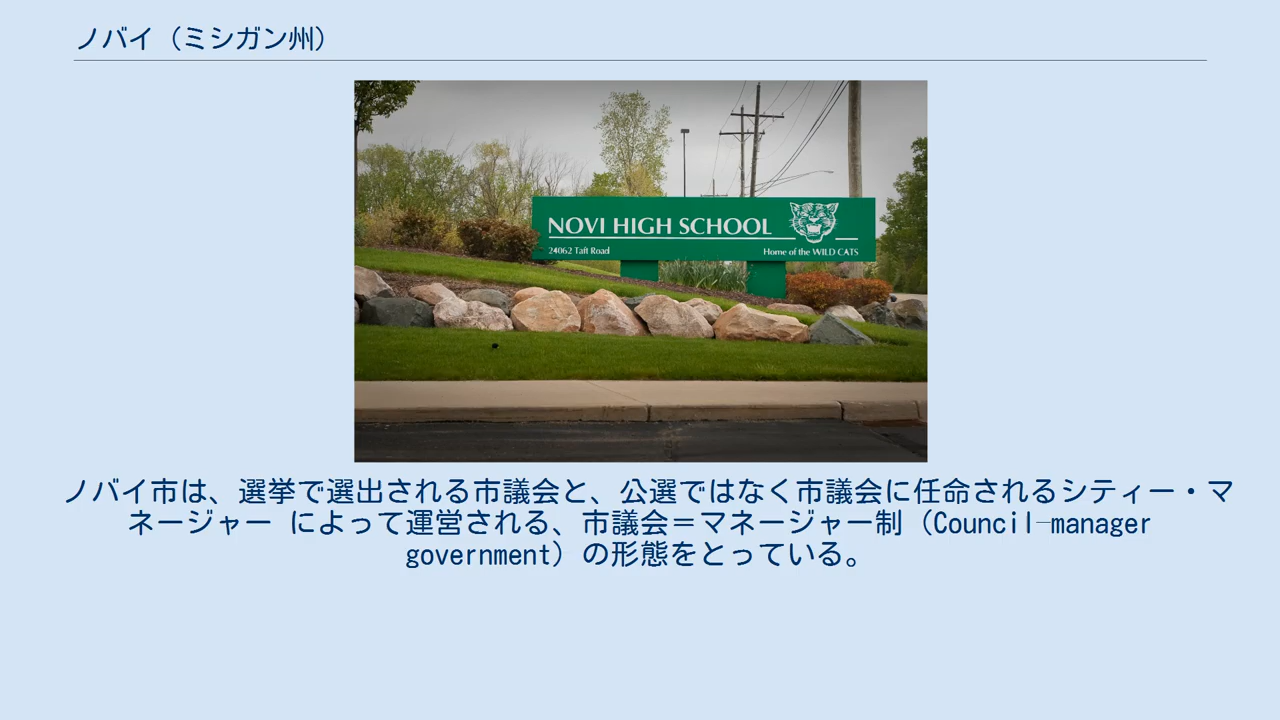 ノバイ（ミシガン州）
NOVI HIGH SCHOOL
24062 Taft Road
Home of the WILD CATS
ノバイ市は、選挙で選出される市議会と、公選ではなく市議会に任命されるシティー・マ
ネージャー によって運営される、市議会＝マネージャー制（Council–manager
government）の形態をとっている。